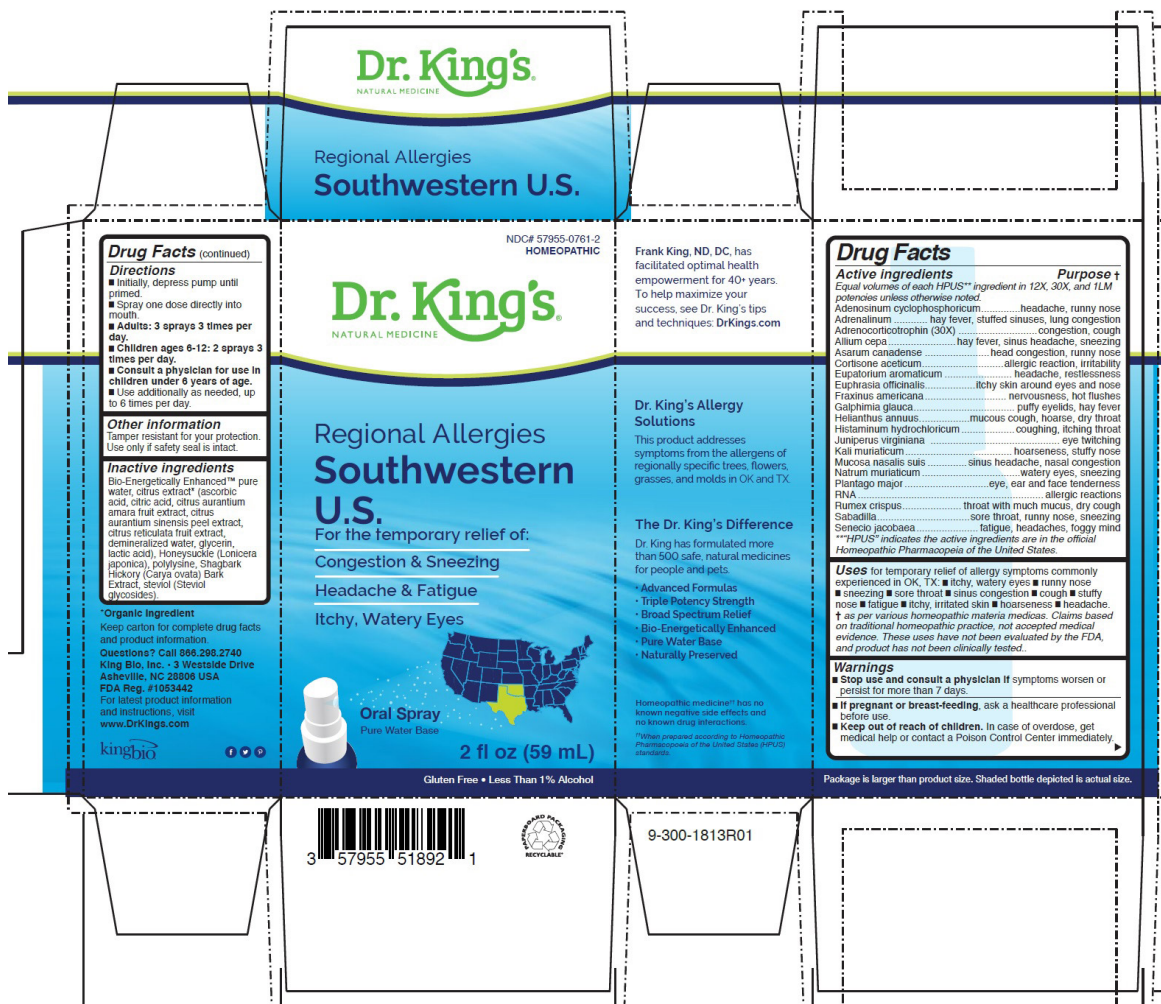 Dr. King's®
NATURAL MEDICINE
Regional Allergies
Southwestern U.S.
Drug Facts (continued)
Directions
■ Initially, depress pump until
primed.
■ Spray one dose directly into
mouth.
■ Adults: 3 sprays 3 times per
day.
■ Children ages 6-12: 2 sprays 3
times per day.
■ Consult a physician for use in
children under 6 years of age.
■ Use additionally as needed, up
to 6 times per day.
Other information
Tamper resistant for your protection.
Use only if safety seal is intact.
Inactive ingredients
Bio-Energetically Enhanced™ pure
water, citrus extract* (ascorbic
acid, citric acid, citrus aurantium
amara fruit extract, citrus
aurantium sinensis peel extract,
citrus reticulata fruit extract,
demineralized water, glycerin,
lactic acid), Honeysuckle (Lonicera
japonica), polylysine, Shagbark
Hickory (Carya ovata) Bark
Extract, steviol (Steviol
glycosides).
*Organic Ingredient
Keep carton for complete drug facts
and product information.
Questions? Call 866.298.2740
King Bio, Inc. • 3 Westside Drive
Asheville, NC 28806 USA
FDA Reg. #1053442
For latest product information
and instructions, visit
www.DrKings.com
kingbio
NDC# 57955-0761-2
HOMEOPATHIC
Dr. King's®
NATURAL MEDICINE
Regional Allergies
Southwestern
U.S.
For the temporary relief of:
Congestion & Sneezing
Headache & Fatigue
Itchy, Watery Eyes
Oral Spray
Pure Water Base
2 fl oz (59 mL)
Gluten Free • Less Than 1% Alcohol
3 57955 51892 1
PAPERBOARD PACKAGING
RECYCLABLE
Frank King, ND, DC, has
facilitated optimal health
empowerment for 40+ years.
To help maximize your
success, see Dr. King's tips
and techniques: DrKings.com
Dr. King's Allergy
Solutions
This product addresses
symptoms from the allergens of
regionally specific trees, flowers,
grasses, and molds in OK and TX.
The Dr. King's Difference
Dr. King has formulated more
than 500 safe, natural medicines
for people and pets.
• Advanced Formulas
• Triple Potency Strength
• Broad Spectrum Relief
• Bio-Energetically Enhanced
• Pure Water Base
• Naturally Preserved
Homeopathic medicine†† has no
known negative side effects and
no known drug interactions.
††When prepared according to Homeopathic
Pharmacopoeia of the United States (HPUS)
standards.
9-300-1813R01
Drug Facts
Active ingredients Purpose †
Equal volumes of each HPUS** ingredient in 12X, 30X, and 1LM
potencies unless otherwise noted.
Adenosinum cyclophosphoricum.............headache, runny nose
Adrenalinum ............ hay fever, stuffed sinuses, lung congestion
Adrenocorticotrophin (30X) ..........................congestion, cough
Allium cepa ......................hay fever, sinus headache, sneezing
Asarum canadense .....................head congestion, runny nose
Cortisone aceticum ...........................allergic reaction, irritability
Eupatorium aromaticum ...................... headache, restlessness
Euphrasia officinalis................itchy skin around eyes and nose
Fraxinus americana ........................... nervousness, hot flushes
Galphimia glauca................................. puffy eyelids, hay fever
Helianthus annuus..................mucous cough, hoarse, dry throat
Histaminum hydrochloricum ................. coughing, itching throat
Juniperus virginiana .......................................... eye twitching
Kali muriaticum .................................... hoarseness, stuffy nose
Mucosa nasalis suis ............. sinus headache, nasal congestion
Natrum muriaticum ................................watery eyes, sneezing
Plantago major ...........................eye, ear and face tenderness
RNA ............................................................. allergic reactions
Rumex crispus................... throat with much mucus, dry cough
Sabadilla.............................sore throat, runny nose, sneezing
Senecio jacobaea .................... fatigue, headaches, foggy mind
**"HPUS" indicates the active ingredients are in the official
Homeopathic Pharmacopeia of the United States.
Uses for temporary relief of allergy symptoms commonly
experienced in OK, TX: ■ itchy, watery eyes ■ runny nose
■ sneezing ■ sore throat ■ sinus congestion ■ cough ■ stuffy
nose ■ fatigue ■ itchy, irritated skin ■ hoarseness ■ headache.
† as per various homeopathic materia medicas. Claims based
on traditional homeopathic practice, not accepted medical
evidence. These uses have not been evaluated by the FDA,
and product has not been clinically tested..
Warnings
■ Stop use and consult a physician if symptoms worsen or
persist for more than 7 days.
■ If pregnant or breast-feeding, ask a healthcare professional
before use.
■ Keep out of reach of children. In case of overdose, get
medical help or contact a Poison Control Center immediately.
Package is larger than product size. Shaded bottle depicted is actual size.